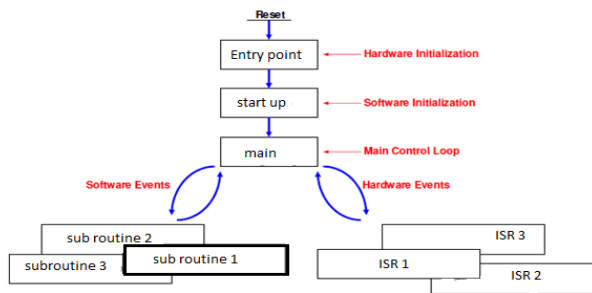 Reset
Entry point
Hardware Initialization
start up
Software Initialization
main
Main Control Loop
Software Events
Hardware Events
sub routine 2
sub routine 1
subroutine 3
ISR 3
ISR 1
ISR 2